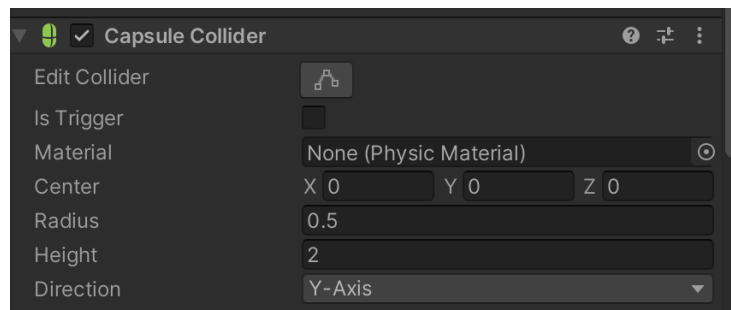 Capsule Collider
Edit Collider
Is Trigger
Material None (Physic Material)
Center X 0 Y 0 Z 0
Radius 0.5
Height 2
Direction Y-Axis